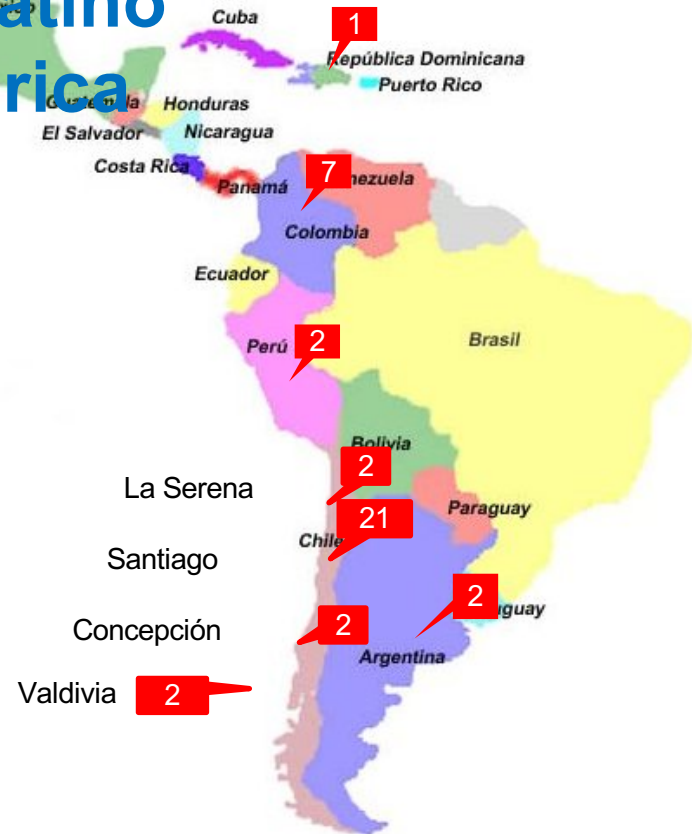 atino
rica
Cuba
1
República Dominicana
Puerto Rico
Guatemala
Honduras
El Salvador
Nicaragua
Costa Rica
Panamá
7
nezuela
Colombia
Ecuador
Perú
2
Brasil
Bolivia
La Serena
2
Paraguay
Chile
21
Santiago
2
guay
Concepción
2
Argentina
Valdivia
2